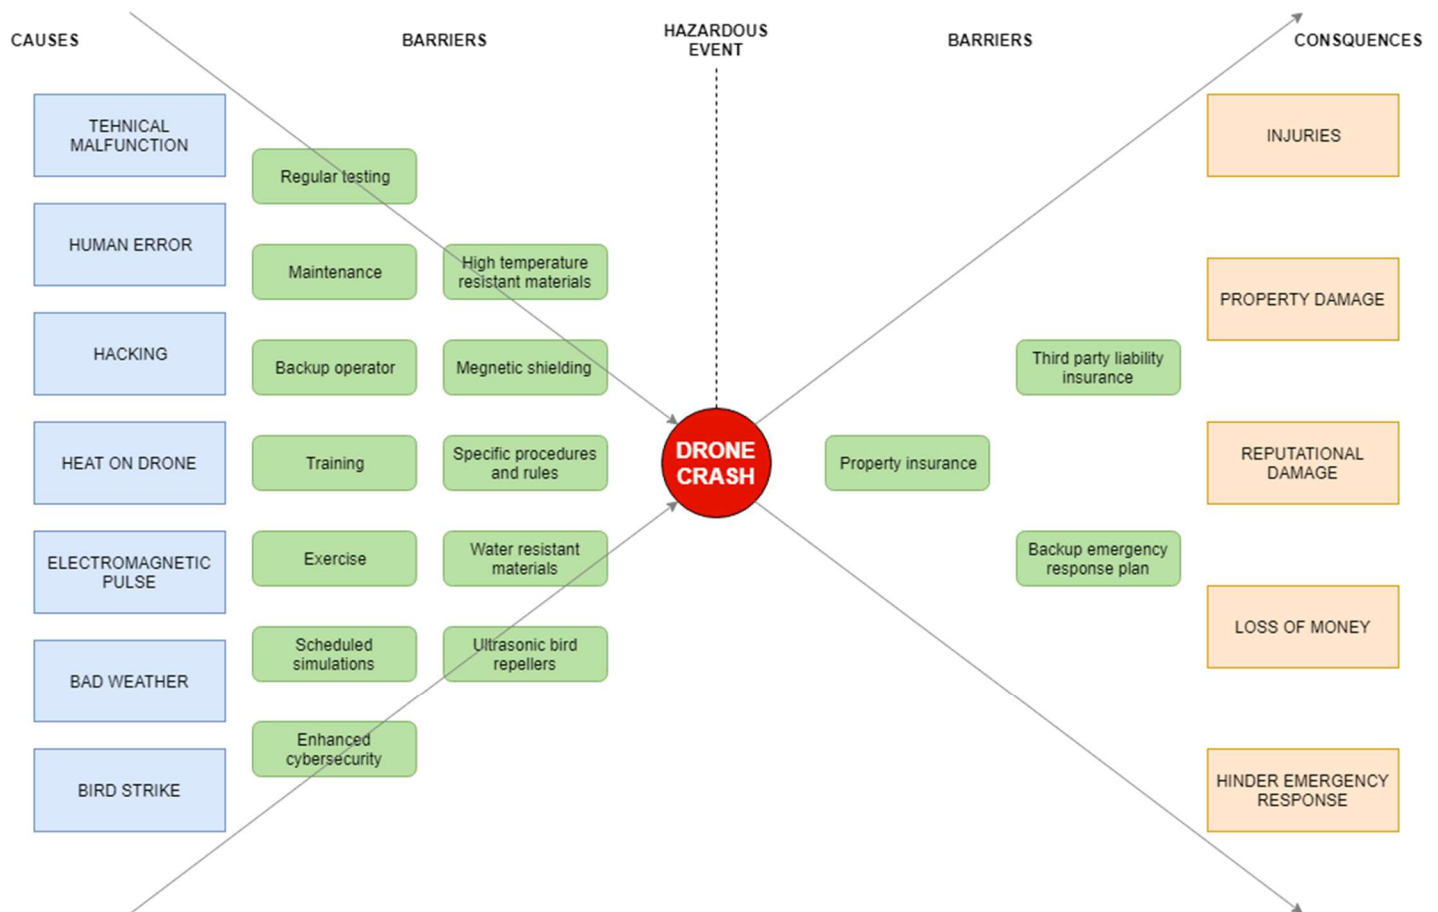 CAUSES
BARRIERS
HAZARDOUS
EVENT
BARRIERS
CONSQUENCES
TEHNICAL
MALFUNCTION
HUMAN ERROR
HACKING
HEAT ON DRONE
ELECTROMAGNETIC
PULSE
BAD WEATHER
BIRD STRIKE
Regular testing
Maintenance
Backup operator
Training
Exercise
Scheduled
simulations
Enhanced
cybersecurity
High temperature
resistant materials
Megnetic shielding
Specific procedures
and rules
Water resistant
materials
Ultrasonic bird
repellers
DRONE
CRASH
Property insurance
Third party liability
insurance
Backup emergency
response plan
INJURIES
PROPERTY DAMAGE
REPUTATIONAL
DAMAGE
LOSS OF MONEY
HINDER EMERGENCY
RESPONSE